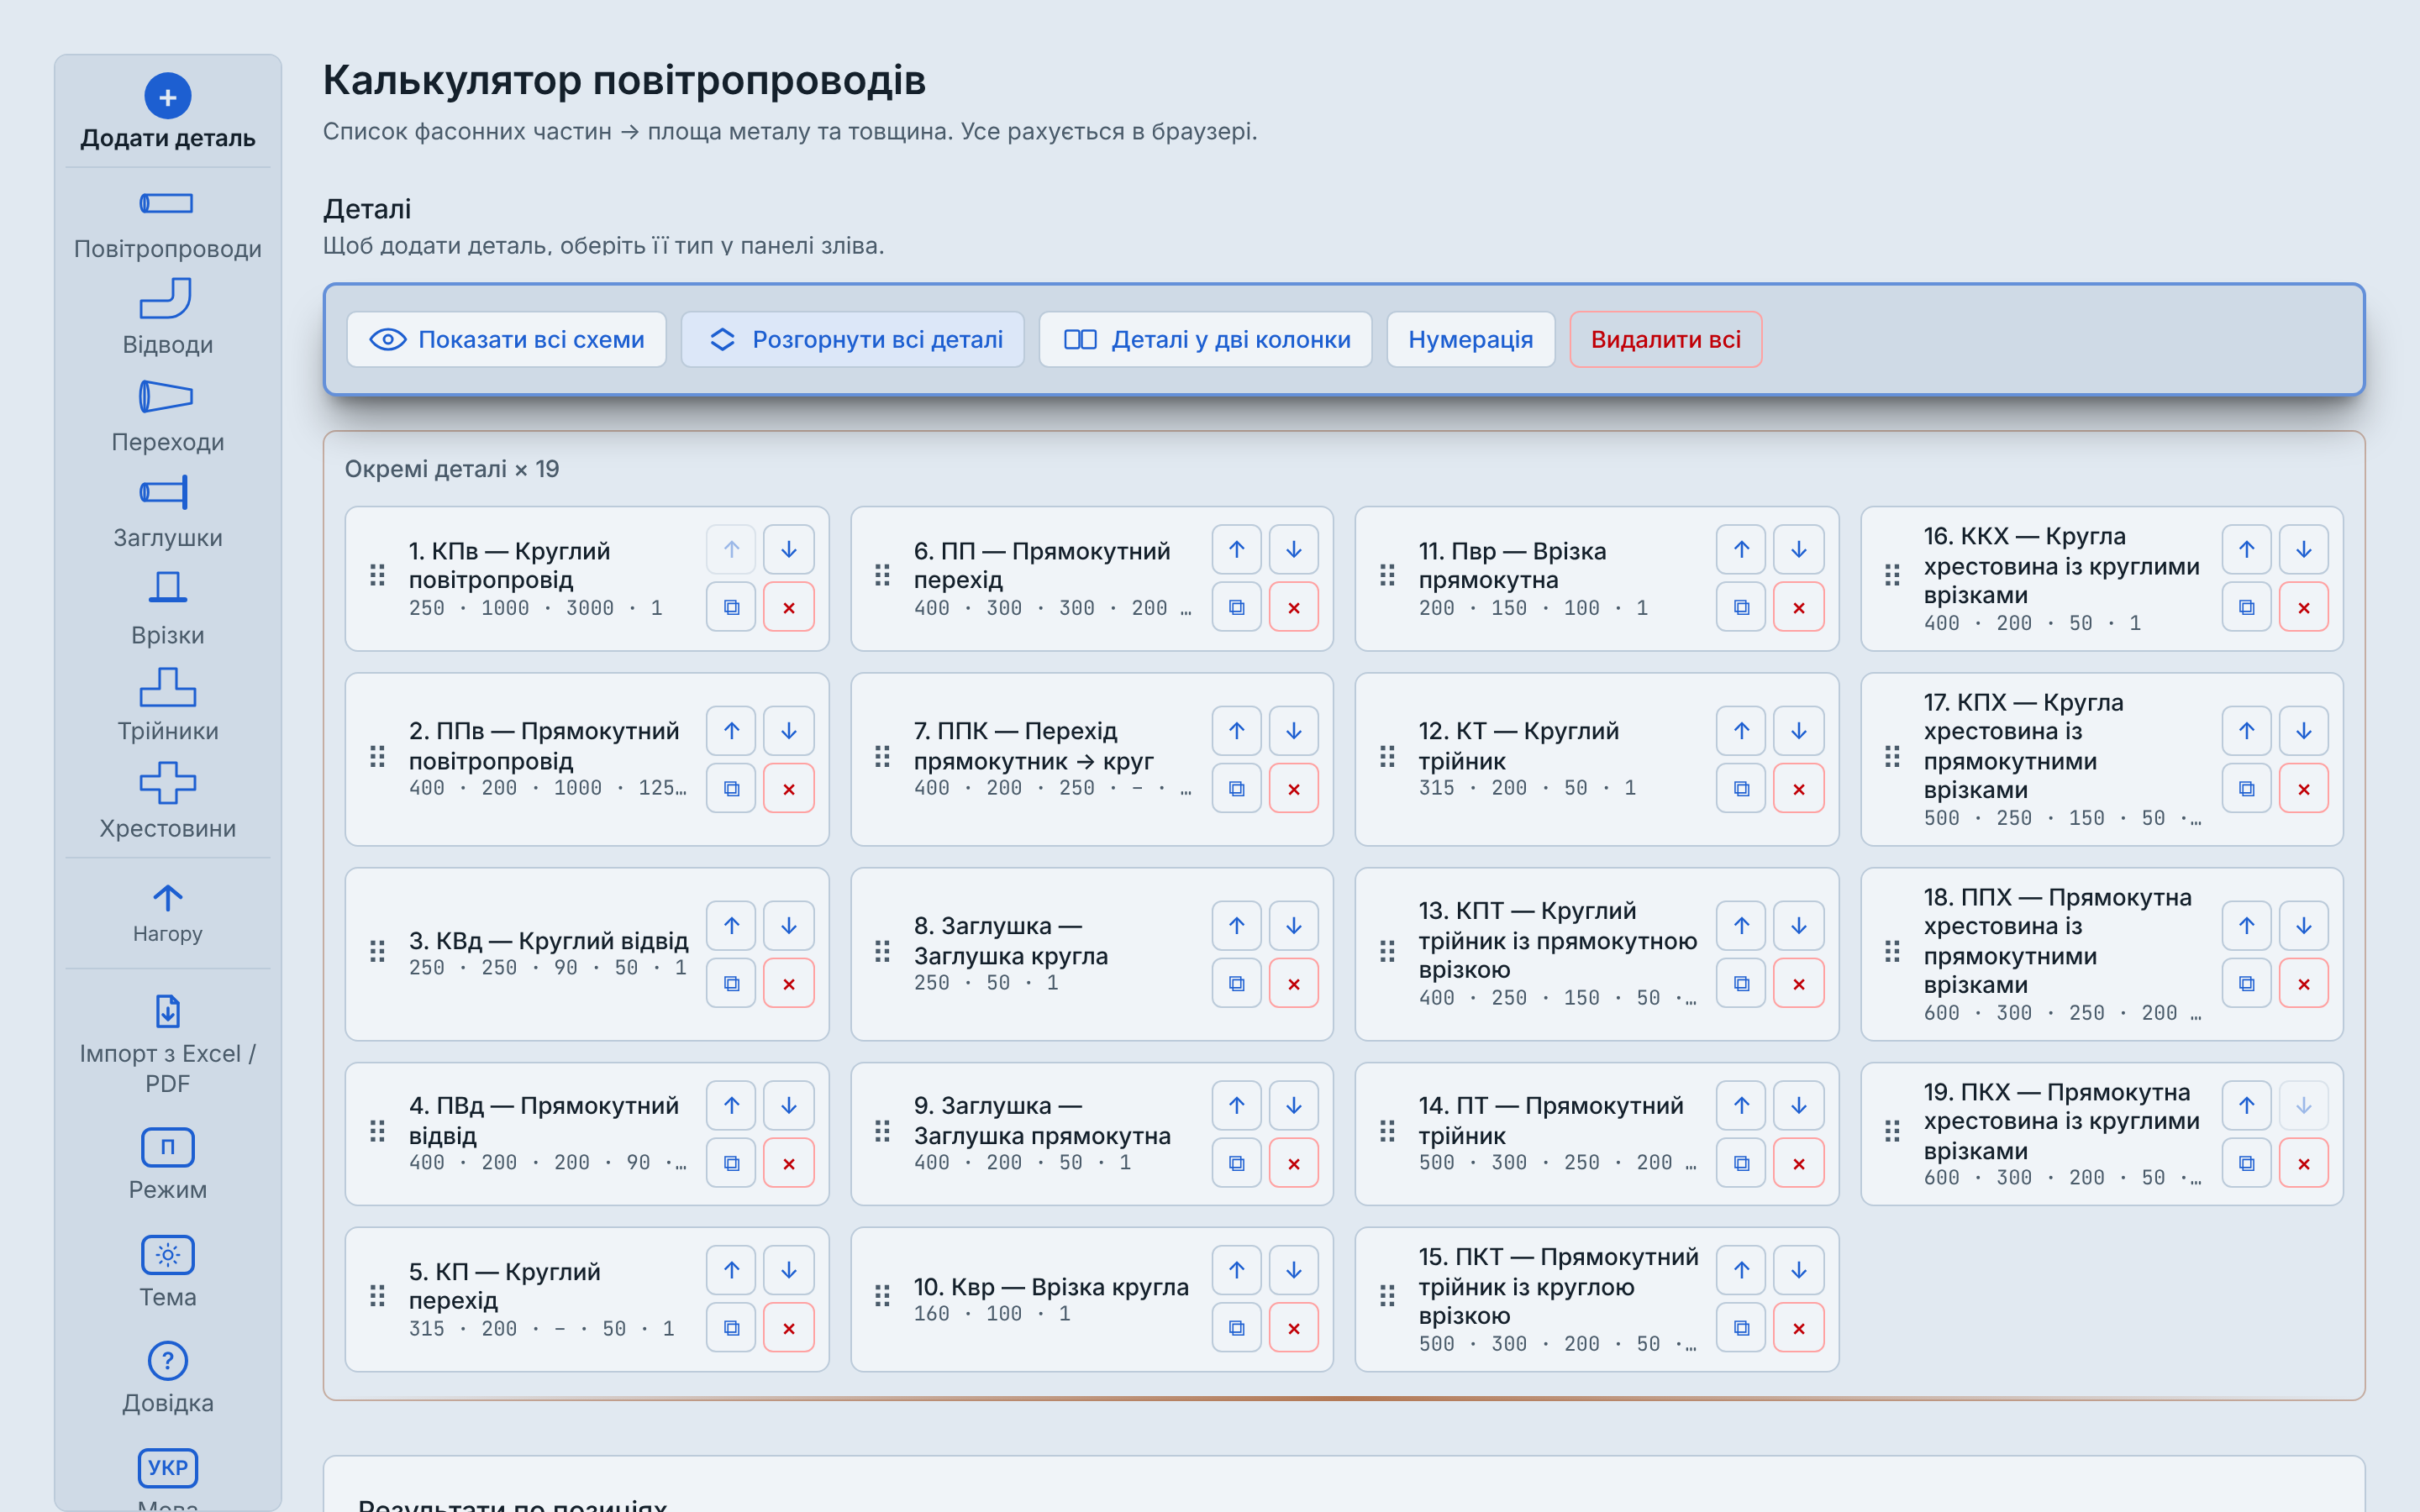 +
Додати деталь
Повітропроводи
Відводи
Переходи
Заглушки
Врізки
Трійники
Хрестовини
Нагору
Імпорт з Excel /
PDF
П
Режим
Тема
?
Довідка
УКР
Мова
Калькулятор повітропроводів
Список фасонних частин → площа металу та товщина. Усе рахується в браузері.
Деталі
Щоб додати деталь, оберіть її тип у панелі зліва.
Показати всі схеми
Розгорнути всі деталі
Деталі у дві колонки
Нумерація
Видалити всі
Окремі деталі × 19
1. КПв — Круглий
повітропровід
250 · 1000 · 3000 · 1
2. ППв — Прямокутний
повітропровід
400 · 200 · 1000 · 125…
3. КВд — Круглий відвід
250 · 250 · 90 · 50 · 1
4. ПВд — Прямокутний
відвід
400 · 200 · 200 · 90 ·…
5. КП — Круглий
перехід
315 · 200 · – · 50 · 1
6. ПП — Прямокутний
перехід
400 · 300 · 300 · 200 …
7. ППК — Перехід
прямокутник → круг
400 · 200 · 250 · – · …
8. Заглушка —
Заглушка кругла
250 · 50 · 1
9. Заглушка —
Заглушка прямокутна
400 · 200 · 50 · 1
10. Квр — Врізка кругла
160 · 100 · 1
11. Пвр — Врізка
прямокутна
200 · 150 · 100 · 1
12. КТ — Круглий
трійник
315 · 200 · 50 · 1
13. КПТ — Круглий
трійник із прямокутною
врізкою
400 · 250 · 150 · 50 ·…
14. ПТ — Прямокутний
трійник
500 · 300 · 250 · 200 …
15. ПКТ — Прямокутний
трійник із круглою
врізкою
500 · 300 · 200 · 50 ·…
16. ККХ — Кругла
хрестовина із круглими
врізками
400 · 200 · 50 · 1
17. КПХ — Кругла
хрестовина із
прямокутними
врізками
500 · 250 · 150 · 50 ·…
18. ППХ — Прямокутна
хрестовина із
прямокутними
врізками
600 · 300 · 250 · 200 …
19. ПКХ — Прямокутна
хрестовина із круглими
врізками
600 · 300 · 200 · 50 ·…
Результати по позиціях